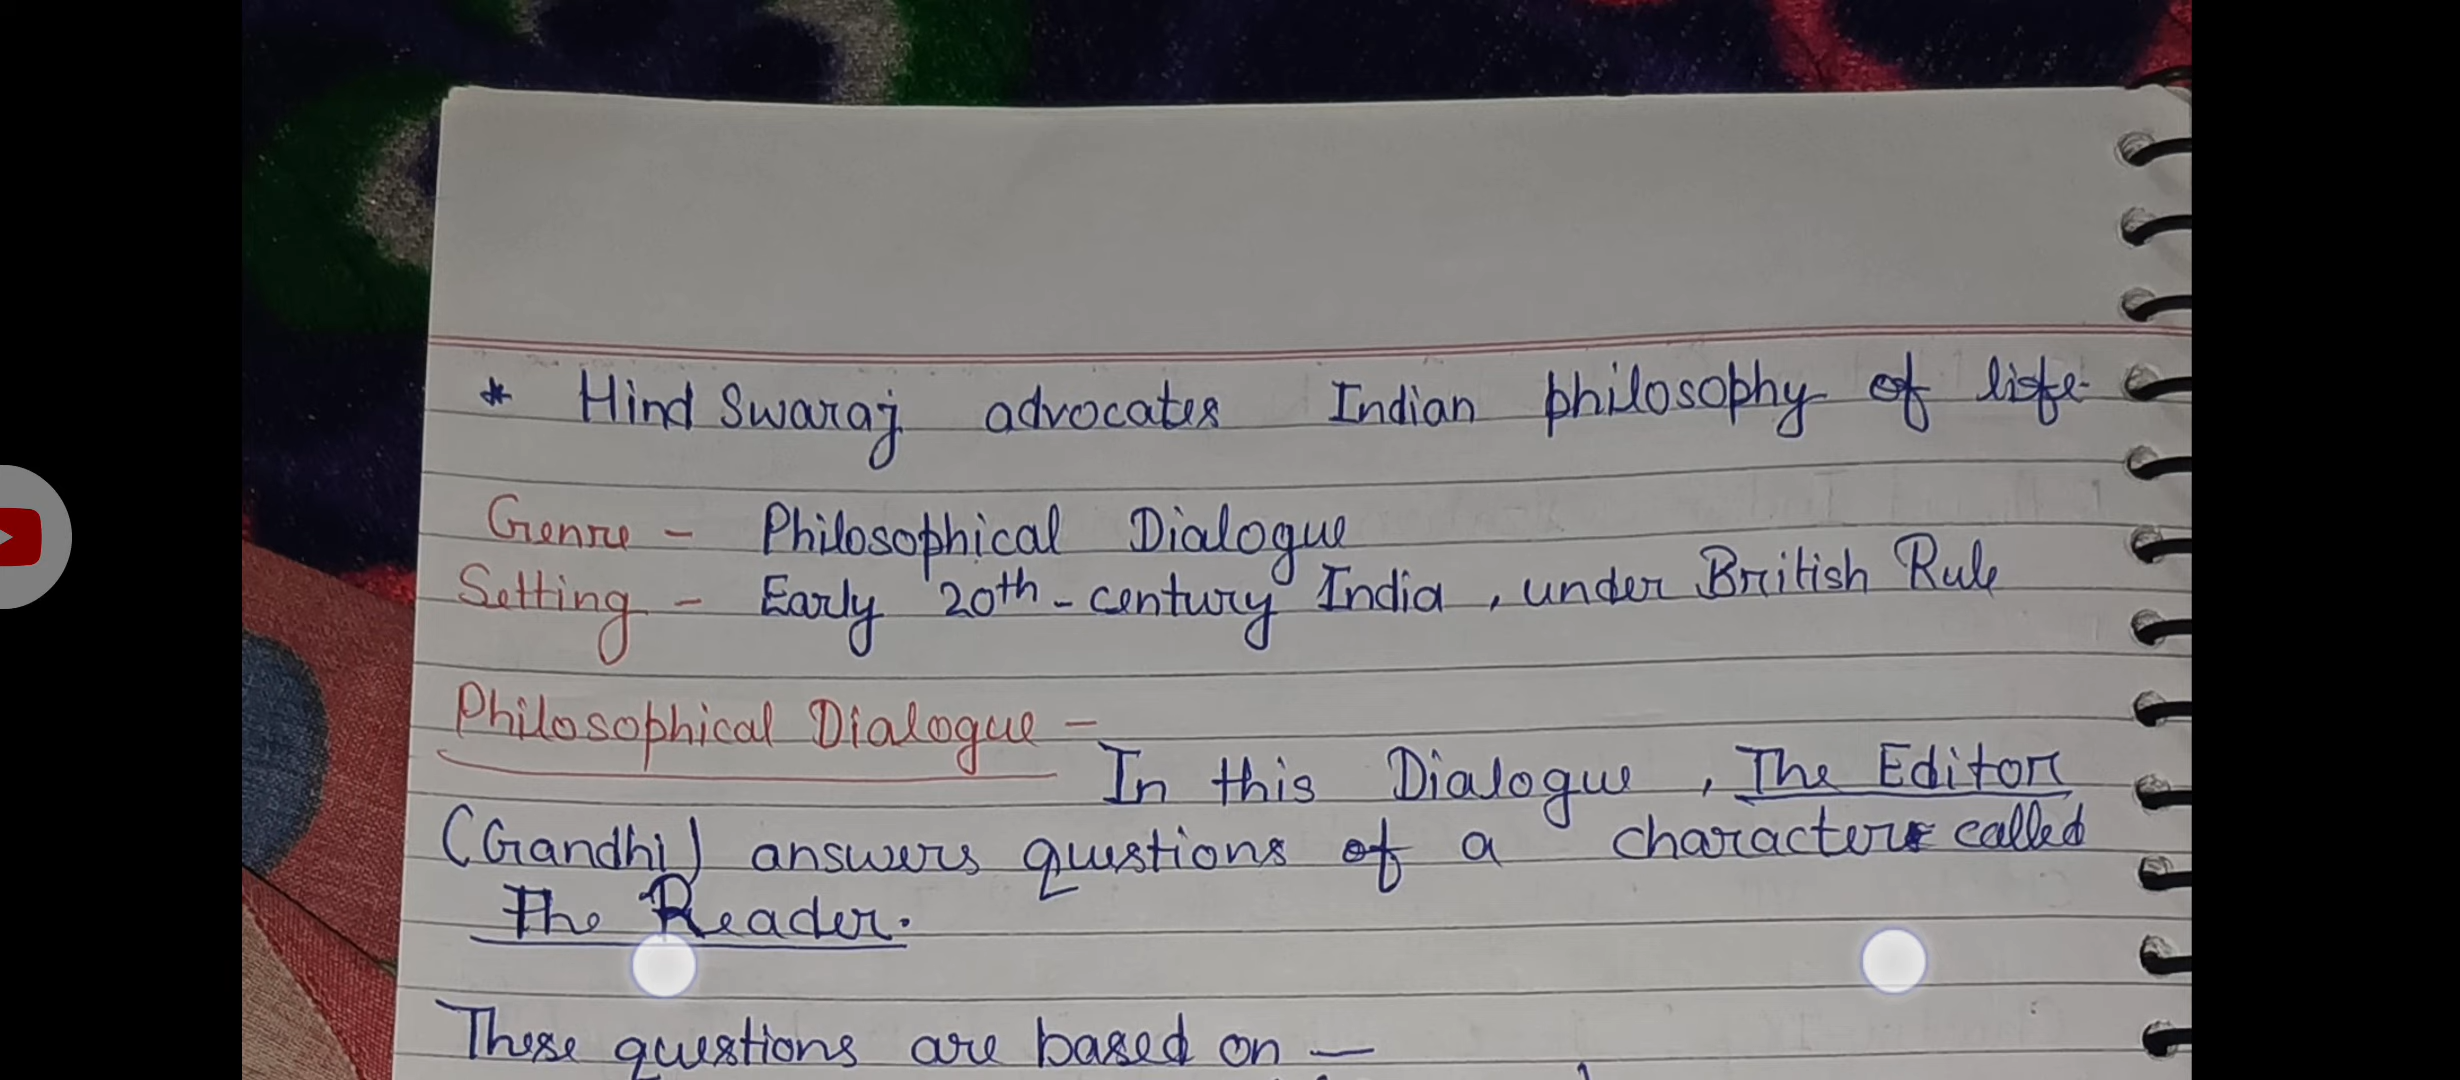 * Hind Swaraj advocates Indian philosophy of life
Genre - Philosophical Dialogue
Setting - Early 20th-century India, under British Rule
Philosophical Dialogue -
In this Dialogue, The Editor
(Gandhi) answers questions of a character called
The Reader.
These questions are based on —